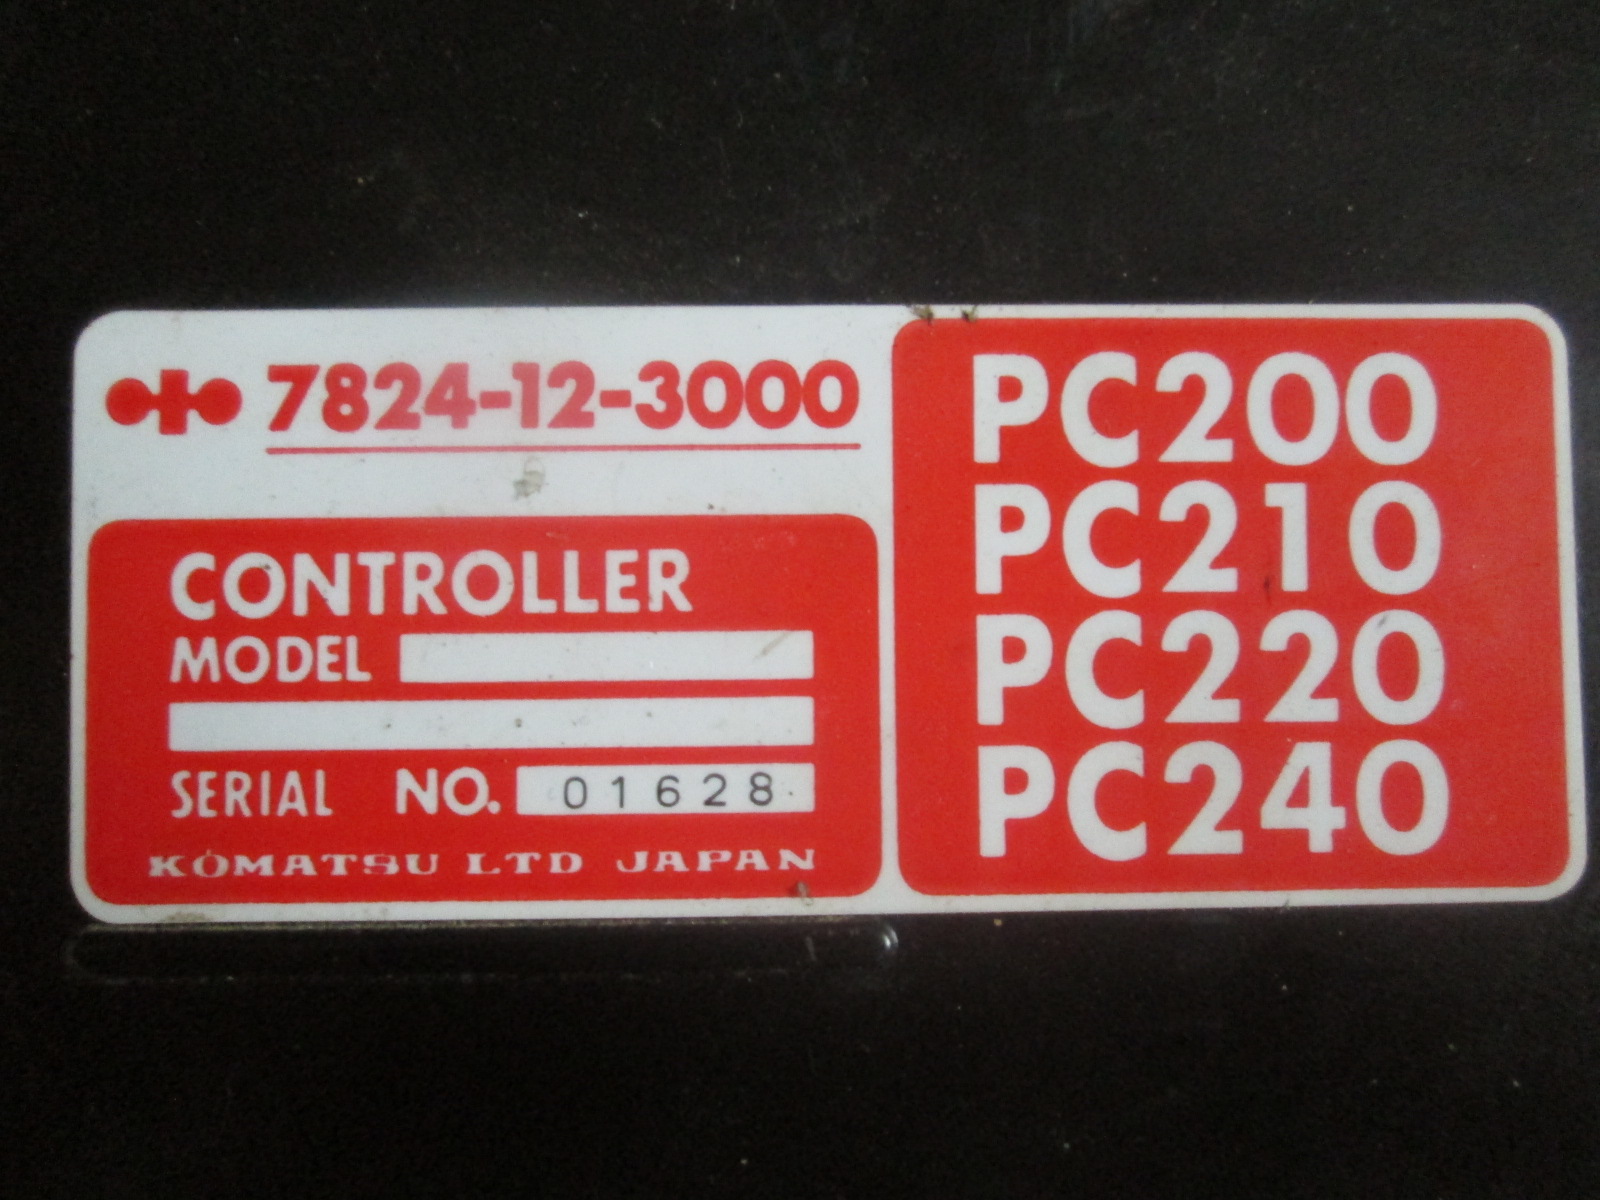 7824-12-3000
CONTROLLER
MODEL
SERIAL NO. 01628
KOMATSU LTD JAPAN
PC200
PC210
PC220
PC240